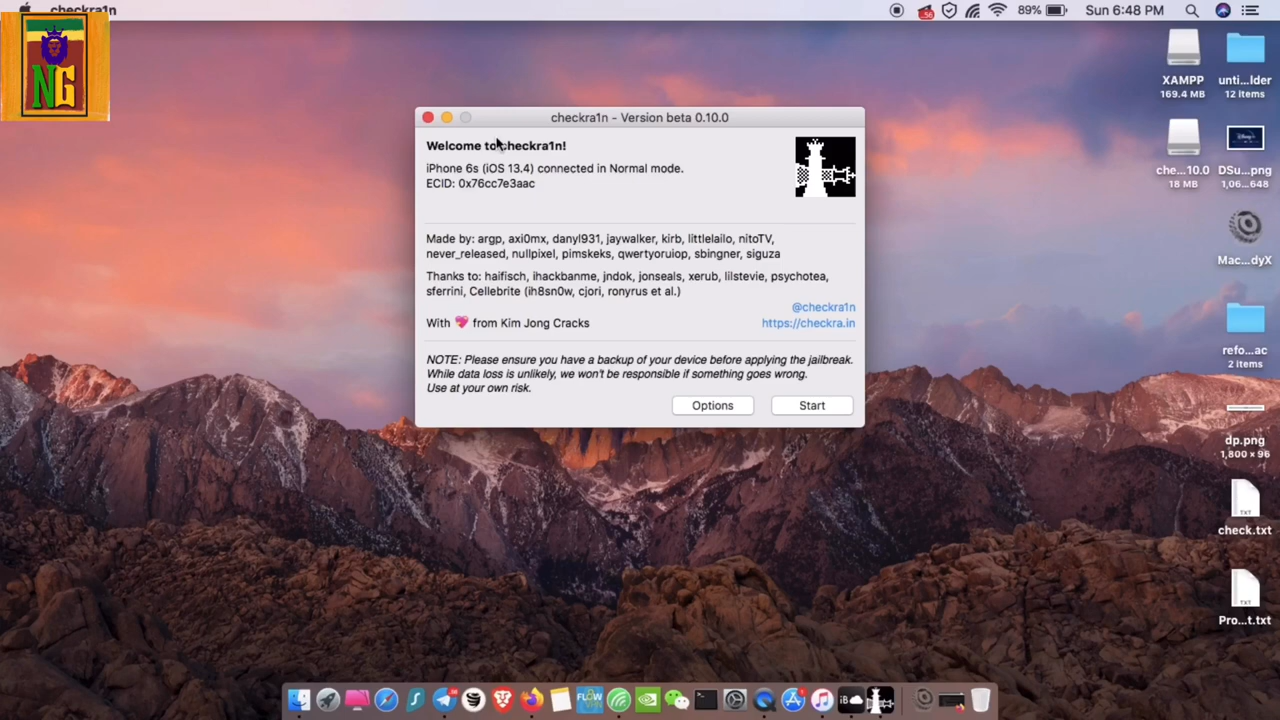 checkra1n
56
89%
Sun 6:48 PM
NG
XAMPP
169.4 MB
unti...lder
12 items
che...10.0
18 MB
DSu...png
1,06...648
Mac...dyX
refo...ac
2 items
dp.png
1,800 × 96
TXT
check.txt
TXT
Pro...t.txt
checkra1n - Version beta 0.10.0
Welcome to checkra1n!
iPhone 6s (iOS 13.4) connected in Normal mode.
ECID: 0x76cc7e3aac
Made by: argp, axi0mx, danyl931, jaywalker, kirb, littlelailo, nitoTV,
never_released, nullpixel, pimskeks, qwertyoruiop, sbingner, siguza
Thanks to: haifisch, ihackbanme, jndok, jonseals, xerub, lilstevie, psychotea,
sferrini, Cellebrite (ih8sn0w, cjori, ronyrus et al.)
@checkra1n
With 💖 from Kim Jong Cracks
https://checkra.in
NOTE: Please ensure you have a backup of your device before applying the jailbreak.
While data loss is unlikely, we won't be responsible if something goes wrong.
Use at your own risk.
Options
Start
FLOW
VPN
iB